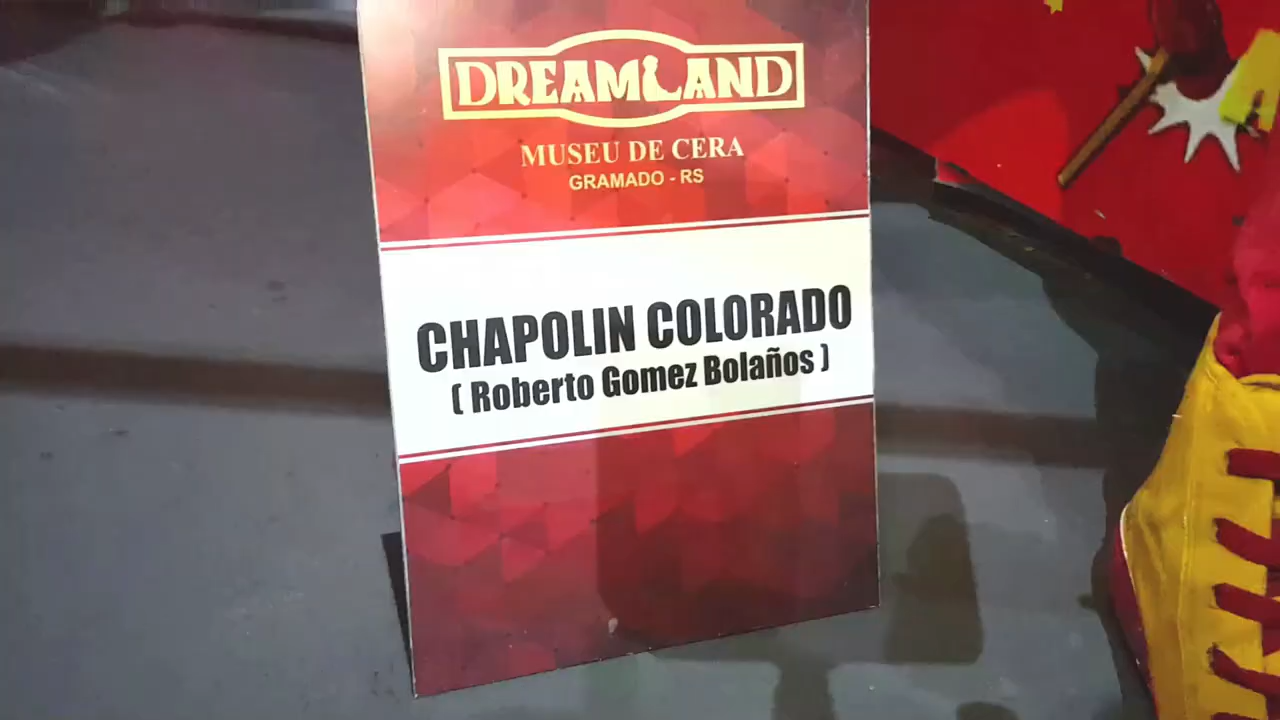 DREAMLAND
MUSEU DE CERA
GRAMADO - RS
CHAPOLIN COLORADO
( Roberto Gomez Bolaños )